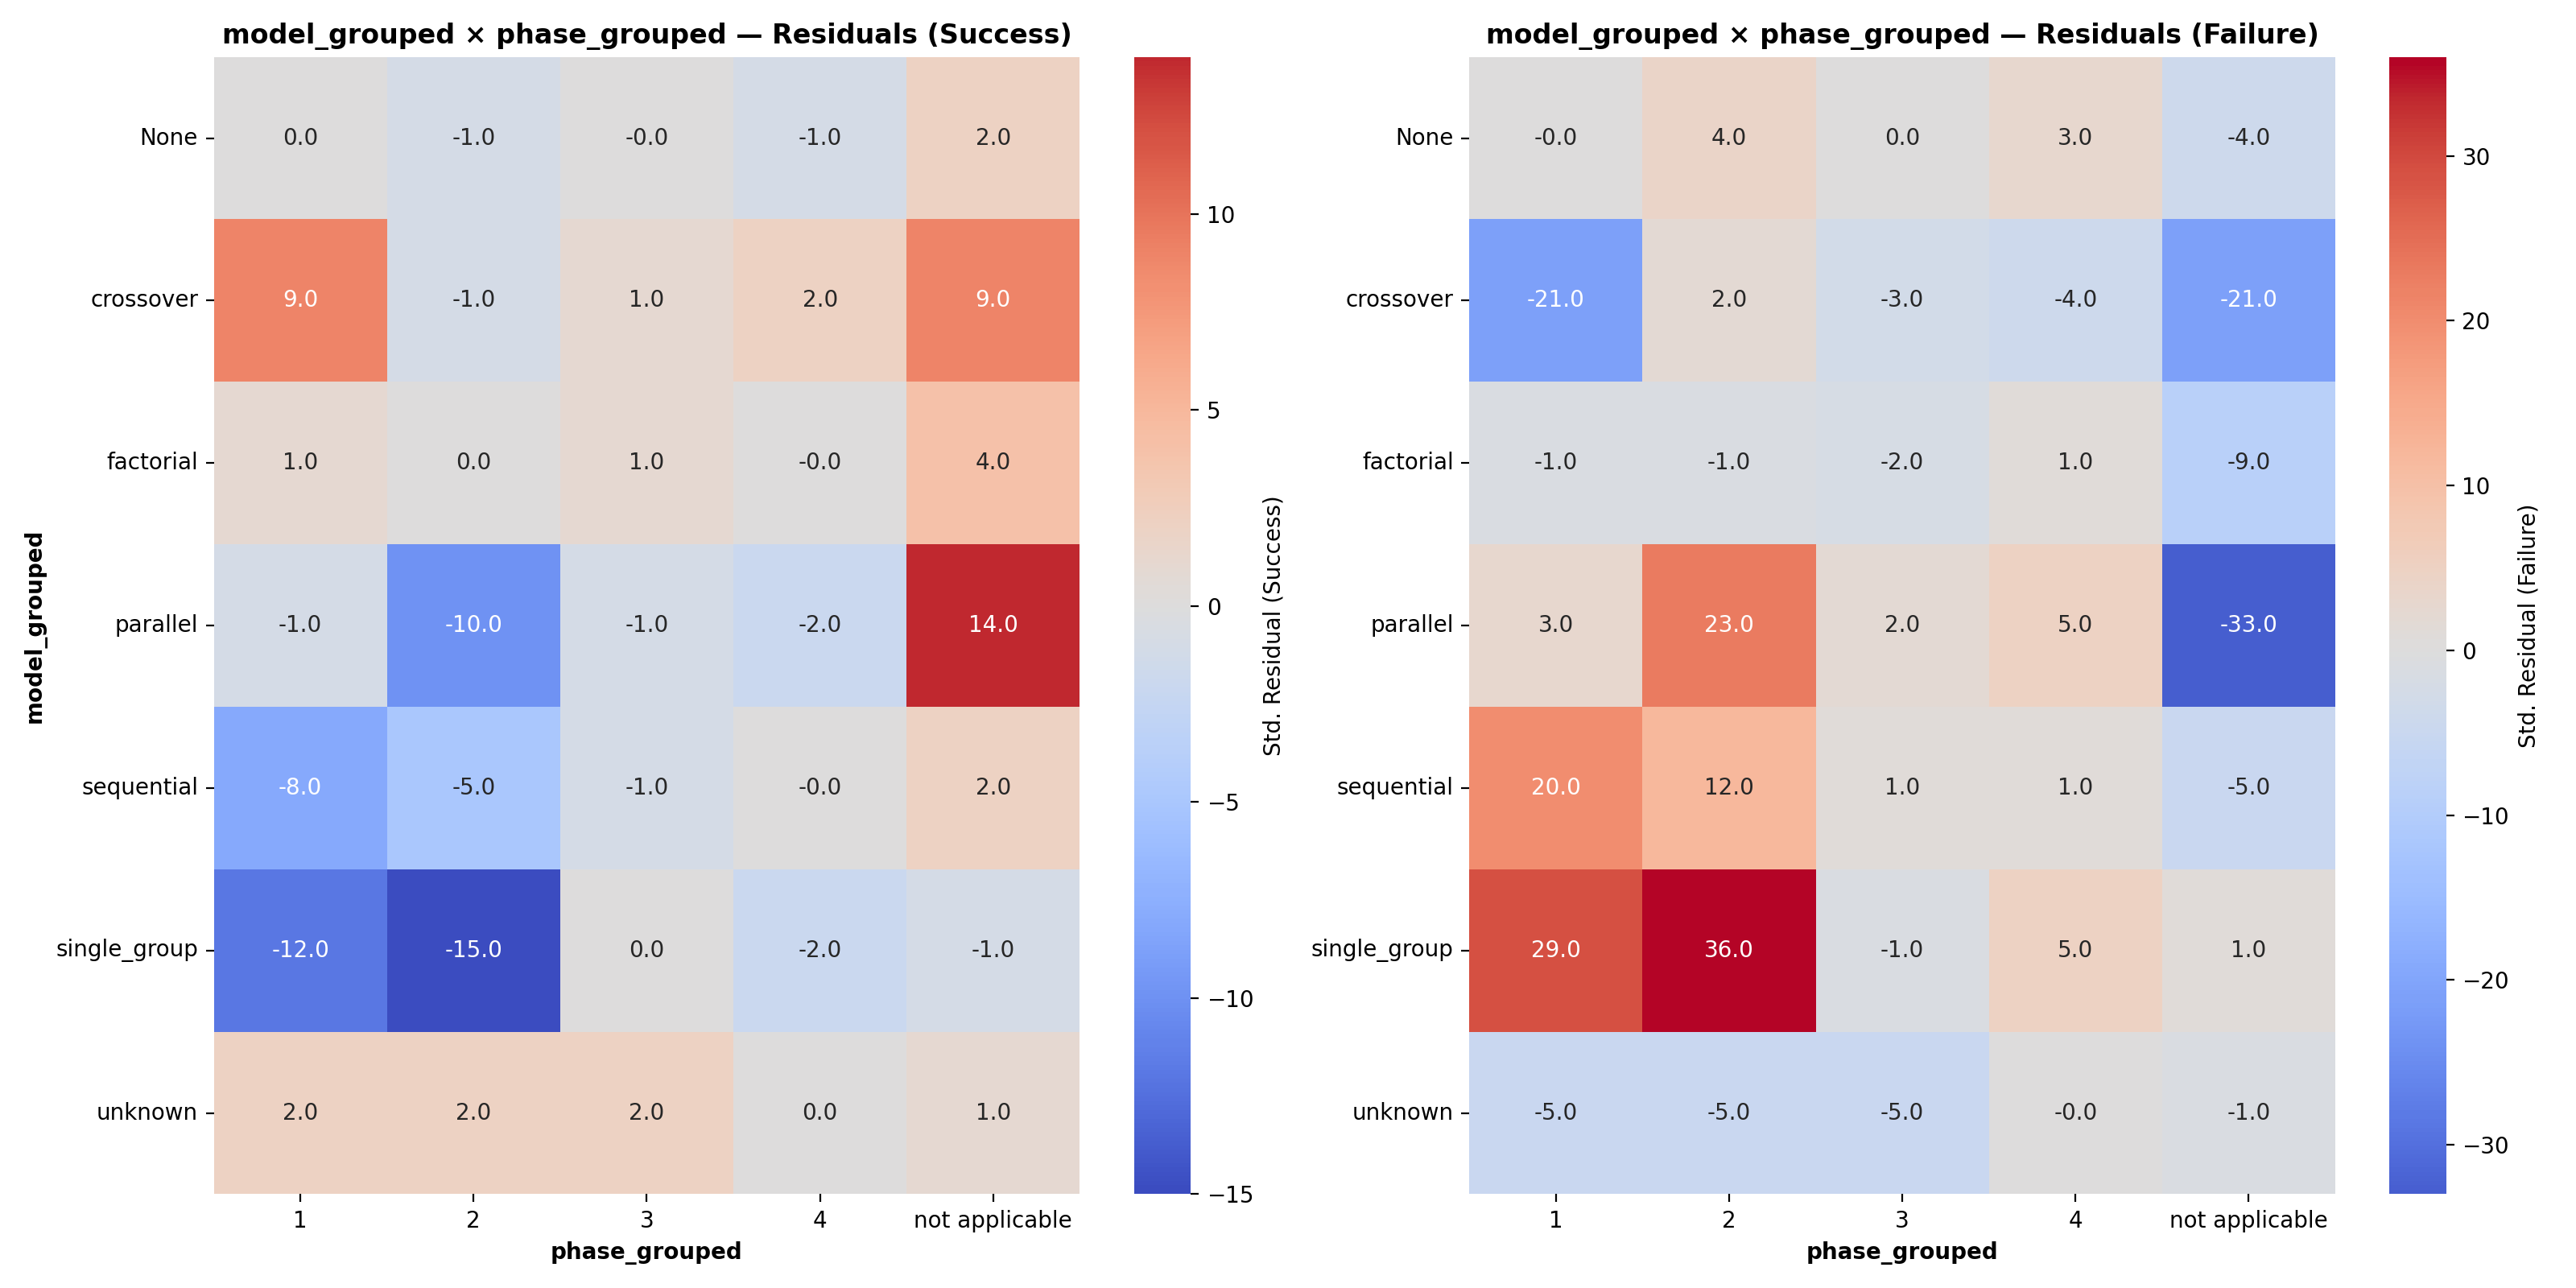 model_grouped × phase_grouped — Residuals (Success)
None 0.0 -1.0 -0.0 -1.0 2.0
crossover 9.0 -1.0 1.0 2.0 9.0
factorial 1.0 0.0 1.0 -0.0 4.0
parallel -1.0 -10.0 -1.0 -2.0 14.0
sequential -8.0 -5.0 -1.0 -0.0 2.0
single_group -12.0 -15.0 0.0 -2.0 -1.0
unknown 2.0 2.0 2.0 0.0 1.0
1 2 3 4 not applicable
phase_grouped
model_grouped
10
5
0
−5
−10
−15
Std. Residual (Success)
model_grouped × phase_grouped — Residuals (Failure)
None -0.0 4.0 0.0 3.0 -4.0
crossover -21.0 2.0 -3.0 -4.0 -21.0
factorial -1.0 -1.0 -2.0 1.0 -9.0
parallel 3.0 23.0 2.0 5.0 -33.0
sequential 20.0 12.0 1.0 1.0 -5.0
single_group 29.0 36.0 -1.0 5.0 1.0
unknown -5.0 -5.0 -5.0 -0.0 -1.0
1 2 3 4 not applicable
phase_grouped
30
20
10
0
−10
−20
−30
Std. Residual (Failure)